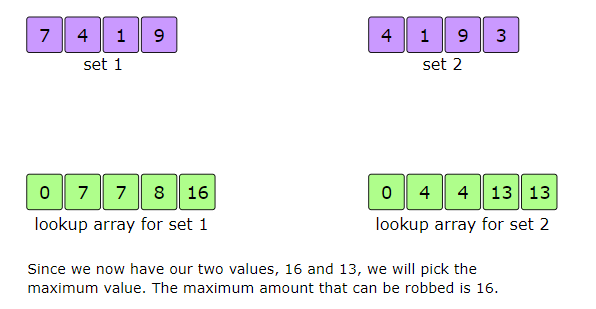 7 4 1 9 4 1 9 3
set 1 set 2
0 7 7 8 16 0 4 4 13 13
lookup array for set 1 lookup array for set 2
Since we now have our two values, 16 and 13, we will pick the
maximum value. The maximum amount that can be robbed is 16.